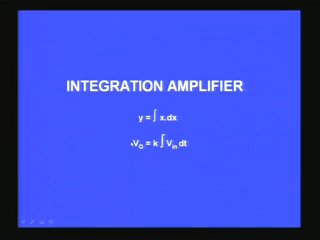 INTEGRATION AMPLIFIER
y = ∫ x.dx
V₀ = k ∫ Vᵢₙ dt